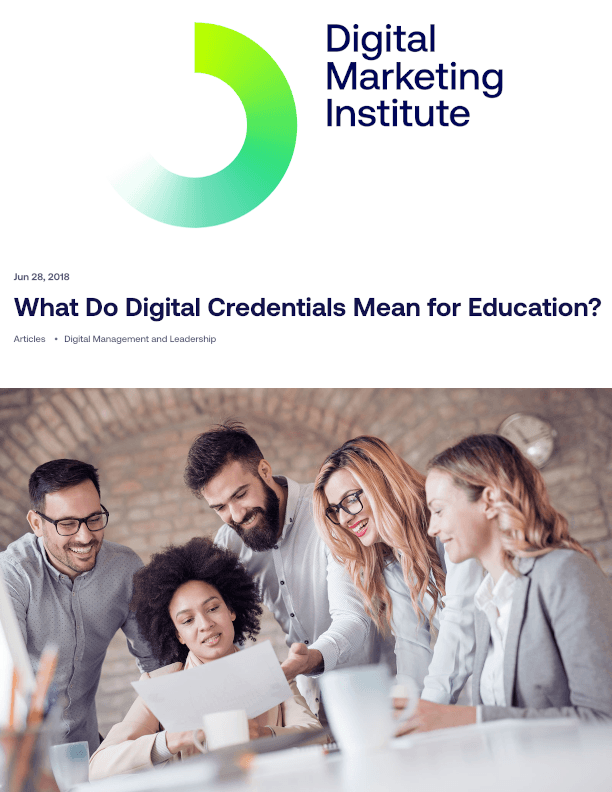 Digital
Marketing
Institute
Jun 28, 2018
What Do Digital Credentials Mean for Education?
Articles • Digital Management and Leadership